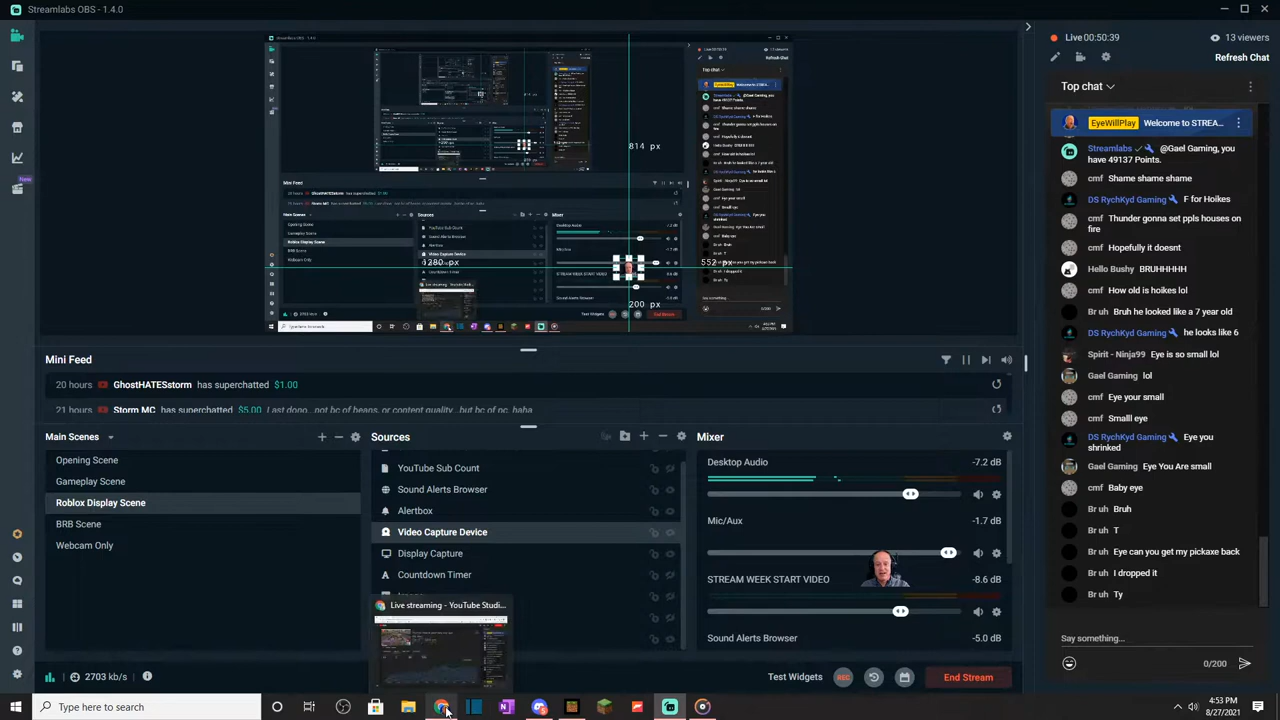 Streamlabs OBS - 1.4.0
Live 00:50:39
13 viewers
Refresh Chat
Top chat
EyeWillPlay Welcome to STREA...
Streamlabs @Gael Gaming, you
have 49137 Points.
cmf Shame shame shame
DS RychKyd Gaming F for Hoikes
cmf Thunder gonna set ppls houses on
fire
cmf Hopefully it doesnt
cmf How old is hoikes lol
Br uh Bruh he looked like a 7 year old
DS RychKyd Gaming he looks like 6
Spirit - Ninja99 Eye is so small lol
Gael Gaming lol
cmf Eye your small
cmf Smalll eye
DS RychKyd Gaming Eye you
shrinked
Gael Gaming Eye You Are small
cmf Baby eye
Br uh Bruh
Br uh T
Br uh Eye can you get my pickaxe back
Br uh I dropped it
Br uh Ty
Say something...
0/200
814 px
1280 px
552 px
200 px
Mini Feed
20 hours GhostHATESstorm has superchatted $1.00
21 hours Storm MC has superchatted $5.00 Last dono...not bc of heans, or content quality...but bc of pc, haha
Main Scenes
Opening Scene
Gameplay Scene
Roblox Display Scene
BRB Scene
Webcam Only
Sources
YouTube Sub Count
Sound Alerts Browser
Alertbox
Video Capture Device
Display Capture
Countdown Timer
Live streaming - YouTube Studi...
Mixer
Desktop Audio -7.2 dB
Mic/Aux -1.7 dB
STREAM WEEK START VIDEO -8.6 dB
Sound Alerts Browser -5.0 dB
2703 kb/s
Test Widgets
REC
End Stream
Type here to search
4:53 PM
8/27/2021